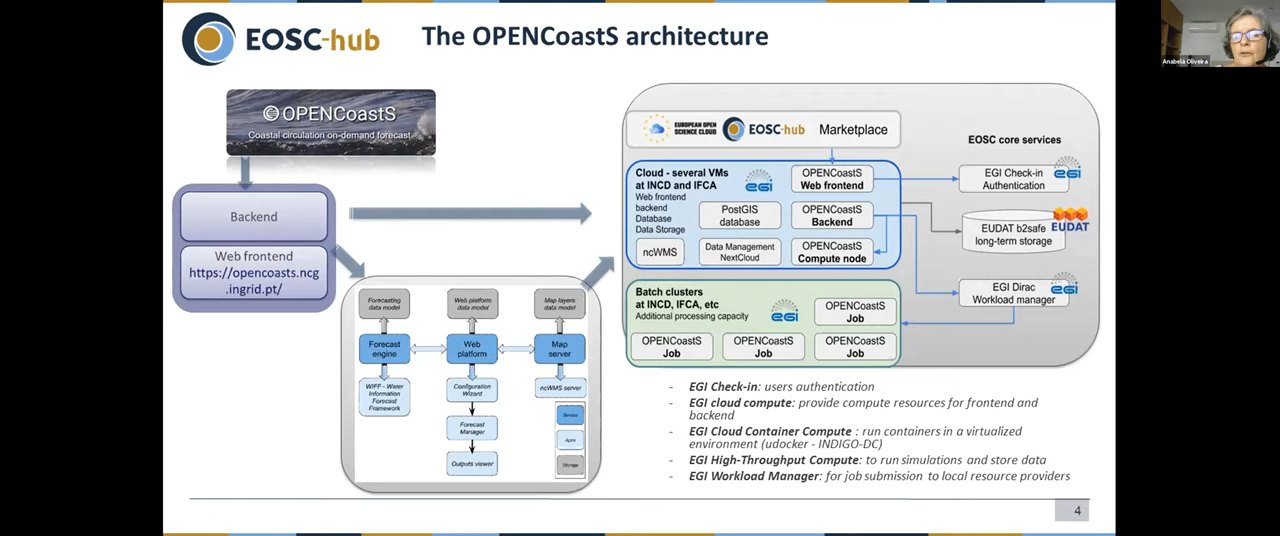 EOSC-hub
The OPENCoastS architecture
Anabela Oliveira
OPENCoastS
Coastal circulation on-demand forecast
Backend
Web frontend
https://opencoasts.ncg
.ingrid.pt/
Forecasting
data model
Web platform
data model
Map layers
data model
Forecast
engine
Web
platform
Map
server
WIFF - Water
Information
Forecast
Framework
Configuration
Wizard
ncWMS server
Forecast
Manager
Outputs viewer
Service
Apps
Storage
EUROPEAN OPEN
SCIENCE CLOUD
EOSC-hub
Marketplace
EOSC core services
Cloud - several VMs
at INCD and IFCA
Web frontend
backend
Database
Data Storage
egi
OPENCoastS
Web frontend
PostGIS
database
OPENCoastS
Backend
ncWMS
Data Management
NextCloud
OPENCoastS
Compute node
EGI Check-in
Authentication
egi
EUDAT b2safe
long-term storage
EUDAT
EGI Dirac
Workload manager
egi
Batch clusters
at INCD, IFCA, etc
Additional processing capacity
egi
OPENCoastS
Job
OPENCoastS
Job
OPENCoastS
Job
OPENCoastS
Job
- EGI Check-in: users authentication
- EGI cloud compute: provide compute resources for frontend and
backend
- EGI Cloud Container Compute : run containers in a virtualized
environment (udocker - INDIGO-DC)
- EGI High-Throughput Compute: to run simulations and store data
- EGI Workload Manager: for job submission to local resource providers
4